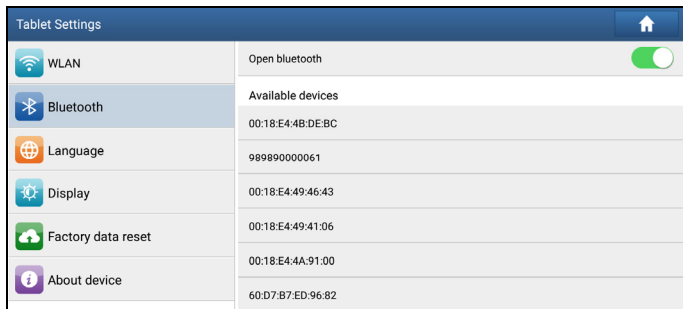 Tablet Settings
WLAN
Bluetooth
Language
Display
Factory data reset
About device
Open bluetooth
Available devices
00:18:E4:4B:DE:BC
989890000061
00:18:E4:49:46:43
00:18:E4:49:41:06
00:18:E4:4A:91:00
60:D7:B7:ED:96:82